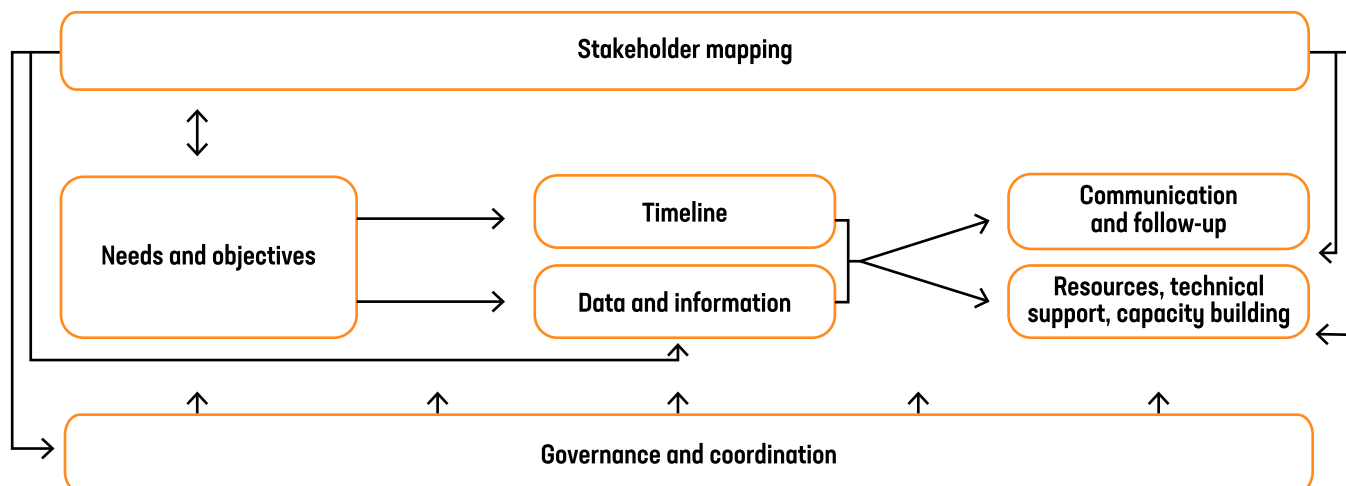 Stakeholder mapping
Needs and objectives
Timeline
Data and information
Communication
and follow-up
Resources, technical
support, capacity building
Governance and coordination